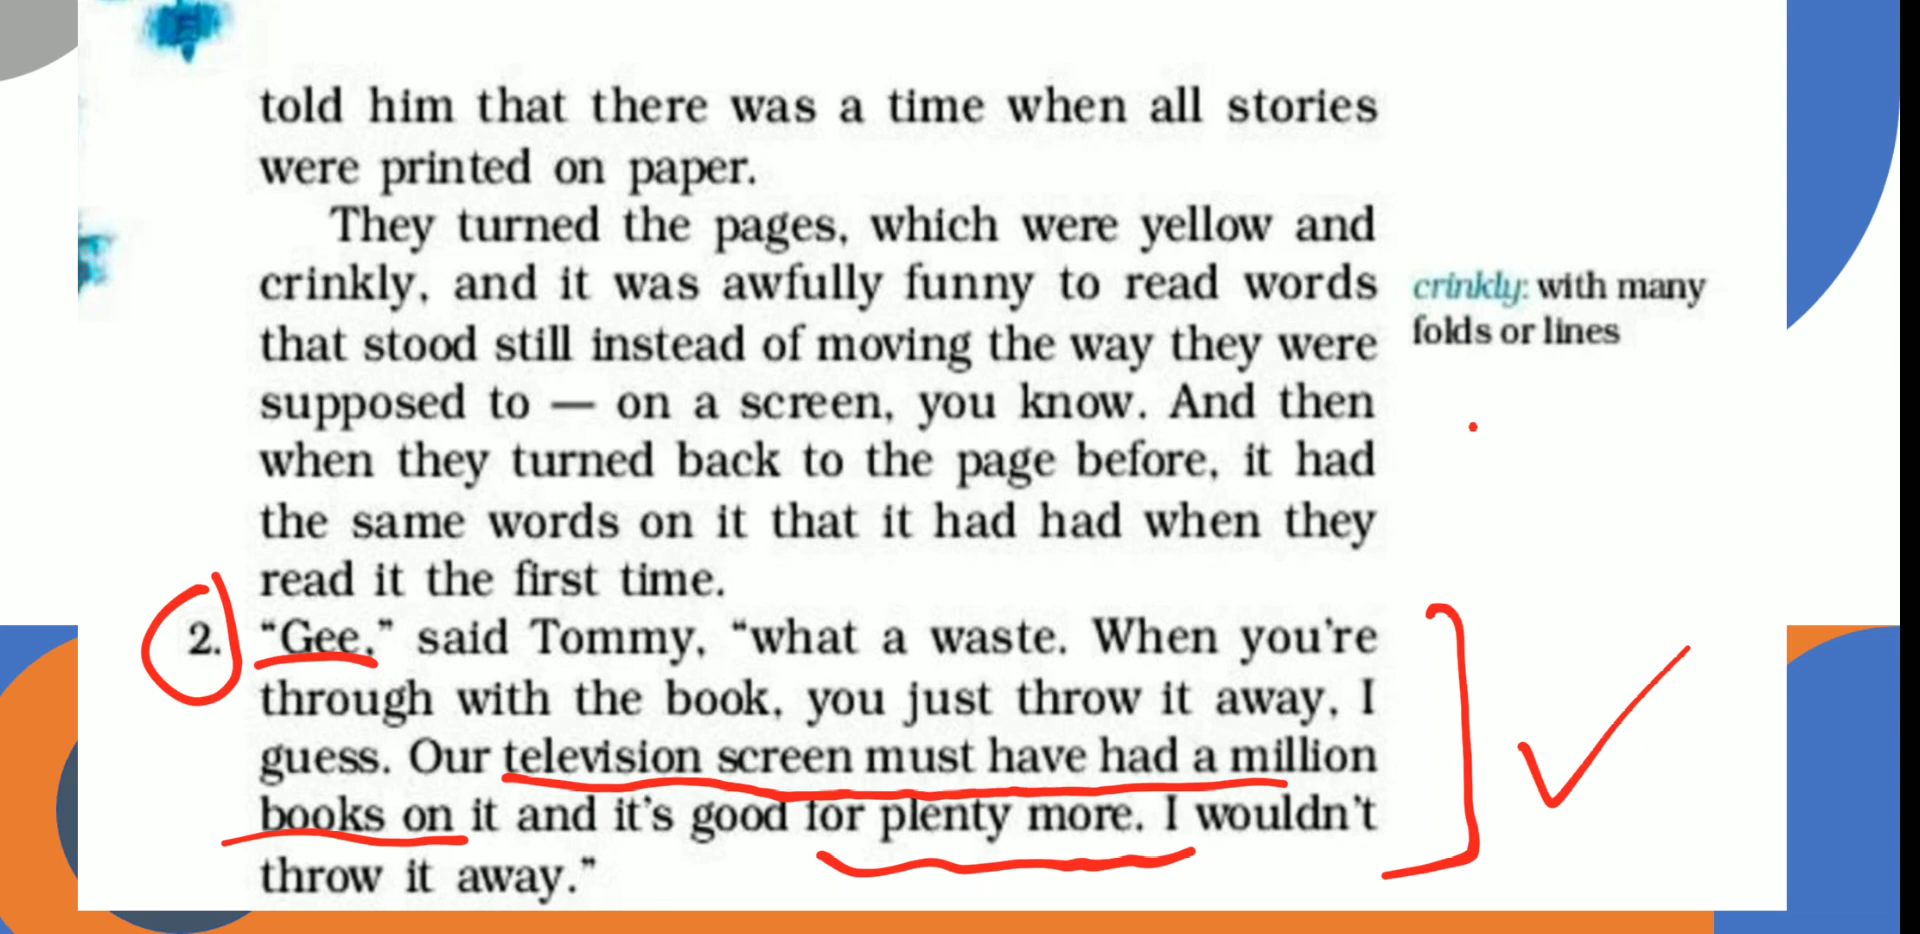 told him that there was a time when all stories
were printed on paper.
They turned the pages, which were yellow and
crinkly, and it was awfully funny to read words
that stood still instead of moving the way they were
supposed to — on a screen, you know. And then
when they turned back to the page before, it had
the same words on it that it had had when they
read it the first time.
crinkly: with many
folds or lines
2. “Gee,” said Tommy, “what a waste. When you're
through with the book, you just throw it away, I
guess. Our television screen must have had a million
books on it and it's good for plenty more. I wouldn't
throw it away.”